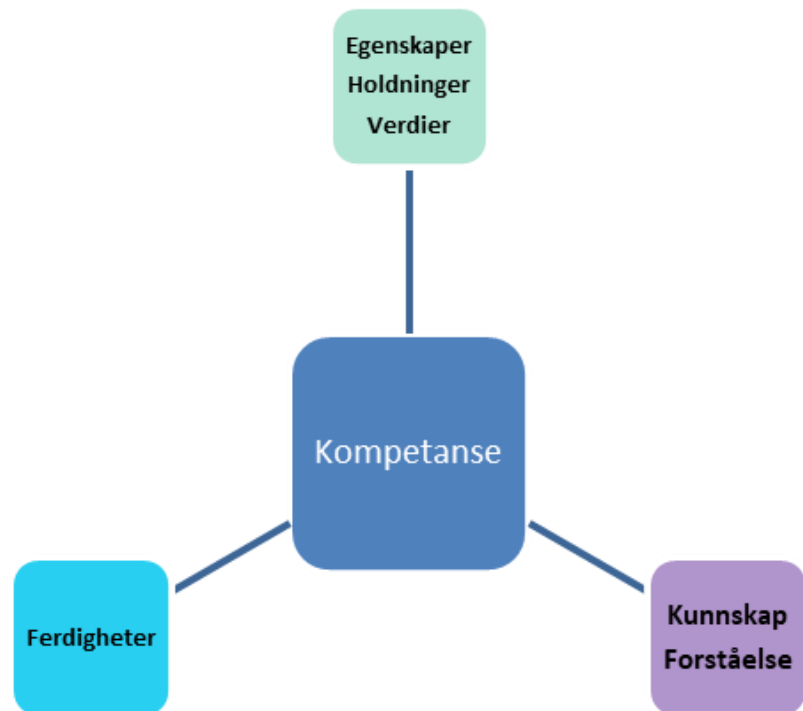 Egenskaper
Holdninger
Verdier
Kompetanse
Ferdigheter
Kunnskap
Forståelse